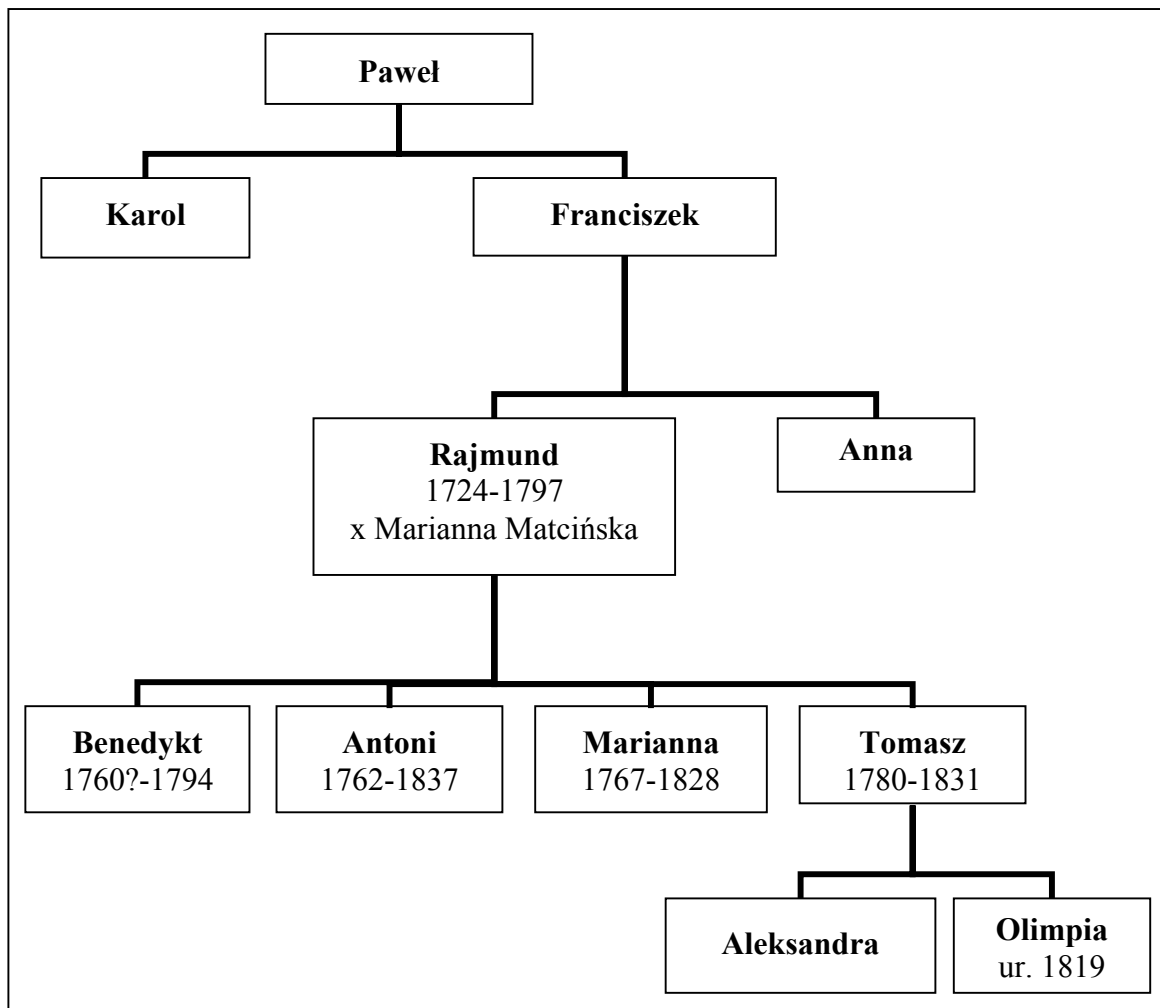 Paweł
Karol
Franciszek
Rajmund
1724-1797
x Marianna Matcińska
Anna
Benedykt
1760?-1794
Antoni
1762-1837
Marianna
1767-1828
Tomasz
1780-1831
Aleksandra
Olimpia
ur. 1819